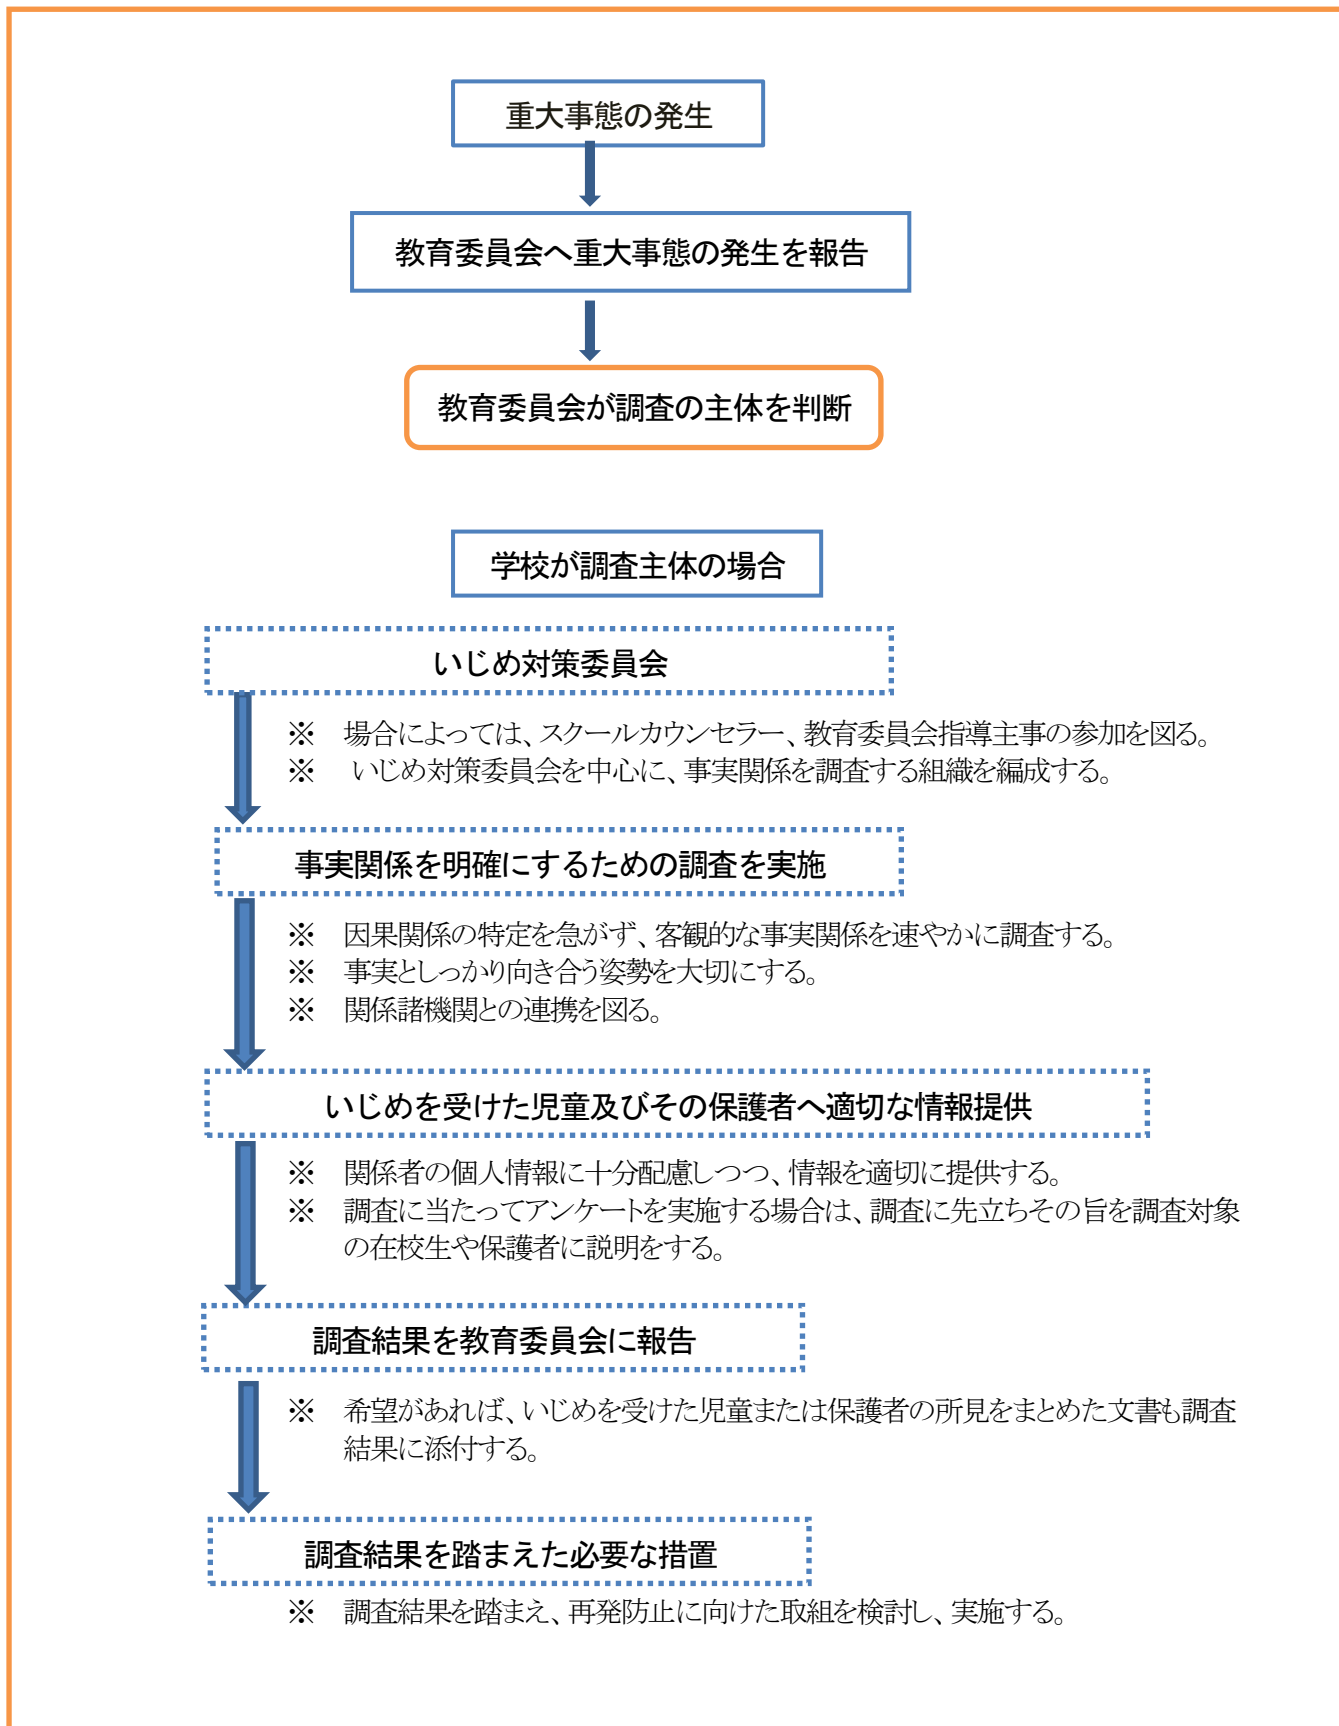 重大事態の発生
教育委員会へ重大事態の発生を報告
教育委員会が調査の主体を判断
学校が調査主体の場合
いじめ対策委員会
※　場合によっては、スクールカウンセラー、教育委員会指導主事の参加を図る。
※　いじめ対策委員会を中心に、事実関係を調査する組織を編成する。
事実関係を明確にするための調査を実施
※　因果関係の特定を急がず、客観的な事実関係を速やかに調査する。
※　事実としっかり向き合う姿勢を大切にする。
※　関係諸機関との連携を図る。
いじめを受けた児童及びその保護者へ適切な情報提供
※　関係者の個人情報に十分配慮しつつ、情報を適切に提供する。
※　調査に当たってアンケートを実施する場合は、調査に先立ちその旨を調査対象
の在校生や保護者に説明をする。
調査結果を教育委員会に報告
※　希望があれば、いじめを受けた児童または保護者の所見をまとめた文書も調査
結果に添付する。
調査結果を踏まえた必要な措置
※　調査結果を踏まえ、再発防止に向けた取組を検討し、実施する。